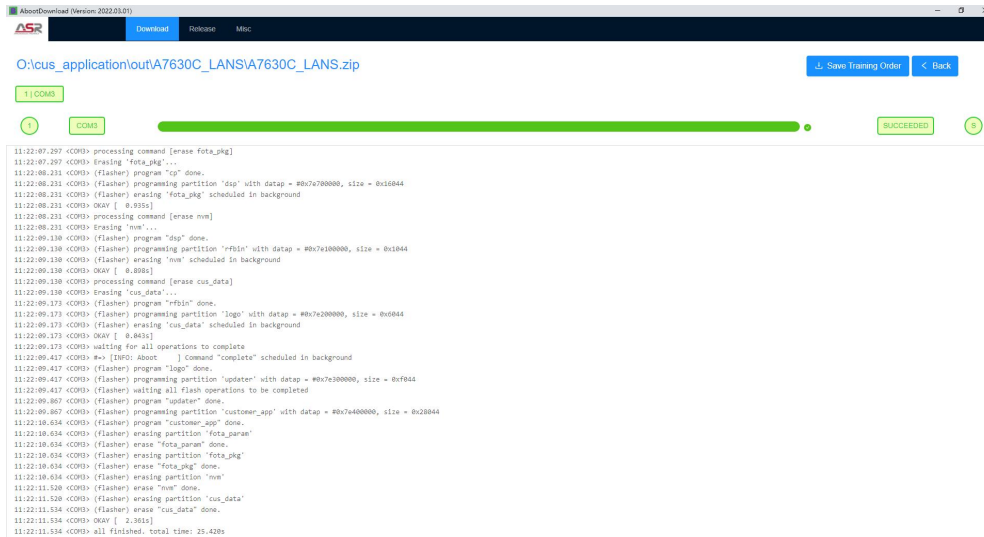 AbootDownload (Version: 2022.03.01)
ASR Download Release Misc
O:\cus_application\out\A7630C_LANS\A7630C_LANS.zip
Save Training Order < Back
1 | COM3
1 COM3 SUCCEEDED S
11:22:07.297 <COM3> processing command [erase fota_pkg]
11:22:07.297 <COM3> Erasing 'fota_pkg'...
11:22:08.231 <COM3> (flasher) program "cp" done.
11:22:08.231 <COM3> (flasher) programming partition 'dsp' with datap = #0x7e700000, size = 0x16044
11:22:08.231 <COM3> (flasher) erasing 'fota_pkg' scheduled in background
11:22:08.231 <COM3> OKAY [  0.935s]
11:22:08.231 <COM3> processing command [erase nvm]
11:22:08.231 <COM3> Erasing 'nvm'...
11:22:09.130 <COM3> (flasher) program "dsp" done.
11:22:09.130 <COM3> (flasher) programming partition 'rfbin' with datap = #0x7e100000, size = 0x1044
11:22:09.130 <COM3> (flasher) erasing 'nvm' scheduled in background
11:22:09.130 <COM3> OKAY [  0.898s]
11:22:09.130 <COM3> processing command [erase cus_data]
11:22:09.130 <COM3> Erasing 'cus_data'...
11:22:09.173 <COM3> (flasher) program "rfbin" done.
11:22:09.173 <COM3> (flasher) programming partition 'logo' with datap = #0x7e200000, size = 0x6044
11:22:09.173 <COM3> (flasher) erasing 'cus_data' scheduled in background
11:22:09.173 <COM3> OKAY [  0.043s]
11:22:09.173 <COM3> waiting for all operations to complete
11:22:09.417 <COM3> #=> [INFO: Aboot     ] Command "complete" scheduled in background
11:22:09.417 <COM3> (flasher) program "logo" done.
11:22:09.417 <COM3> (flasher) programming partition 'updater' with datap = #0x7e300000, size = 0xf044
11:22:09.417 <COM3> (flasher) waiting all flash operations to be completed
11:22:09.867 <COM3> (flasher) program "updater" done.
11:22:09.867 <COM3> (flasher) programming partition 'customer_app' with datap = #0x7e400000, size = 0x28044
11:22:10.634 <COM3> (flasher) program "customer_app" done.
11:22:10.634 <COM3> (flasher) erasing partition 'fota_param'
11:22:10.634 <COM3> (flasher) erase "fota_param" done.
11:22:10.634 <COM3> (flasher) erasing partition 'fota_pkg'
11:22:10.634 <COM3> (flasher) erase "fota_pkg" done.
11:22:10.634 <COM3> (flasher) erasing partition 'nvm'
11:22:11.520 <COM3> (flasher) erase "nvm" done.
11:22:11.520 <COM3> (flasher) erasing partition 'cus_data'
11:22:11.534 <COM3> (flasher) erase "cus_data" done.
11:22:11.534 <COM3> OKAY [  2.361s]
11:22:11.534 <COM3> all finished. total time: 25.420s